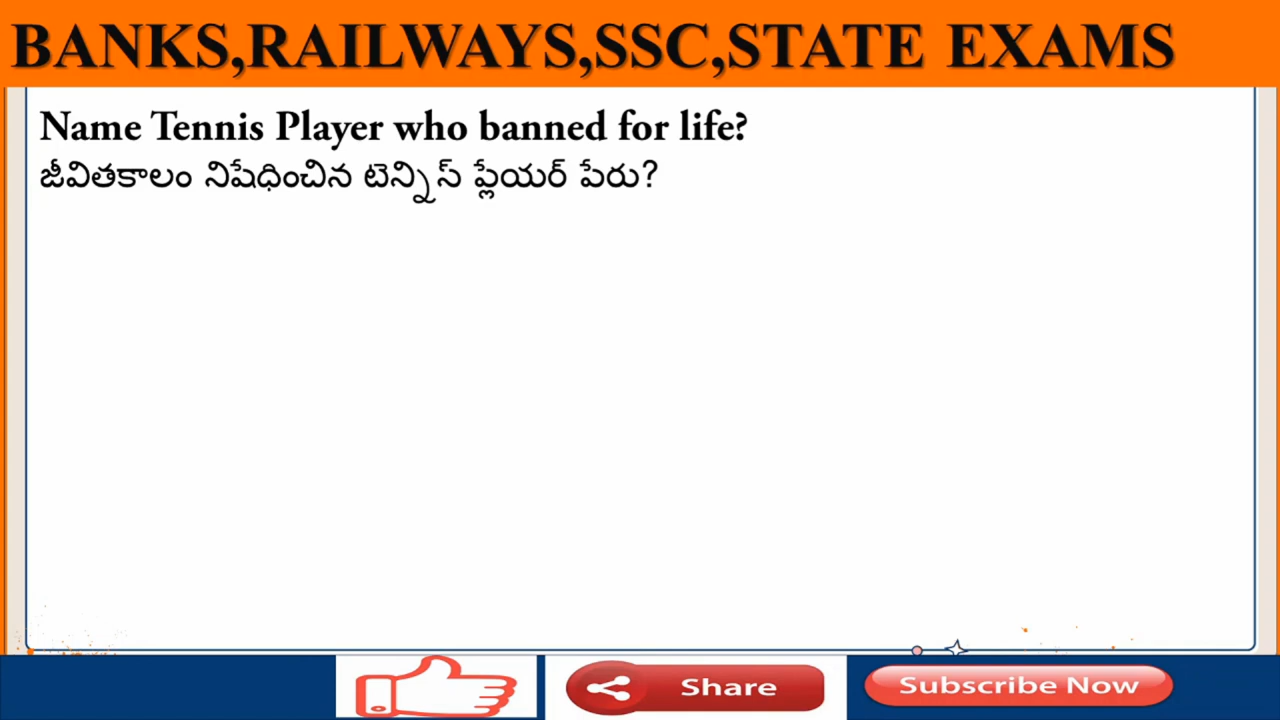 BANKS,RAILWAYS,SSC,STATE EXAMS
Name Tennis Player who banned for life?
జీవితకాలం నిషేధించిన టెన్నిస్ ప్లేయర్ పేరు?
Share
Subscribe Now